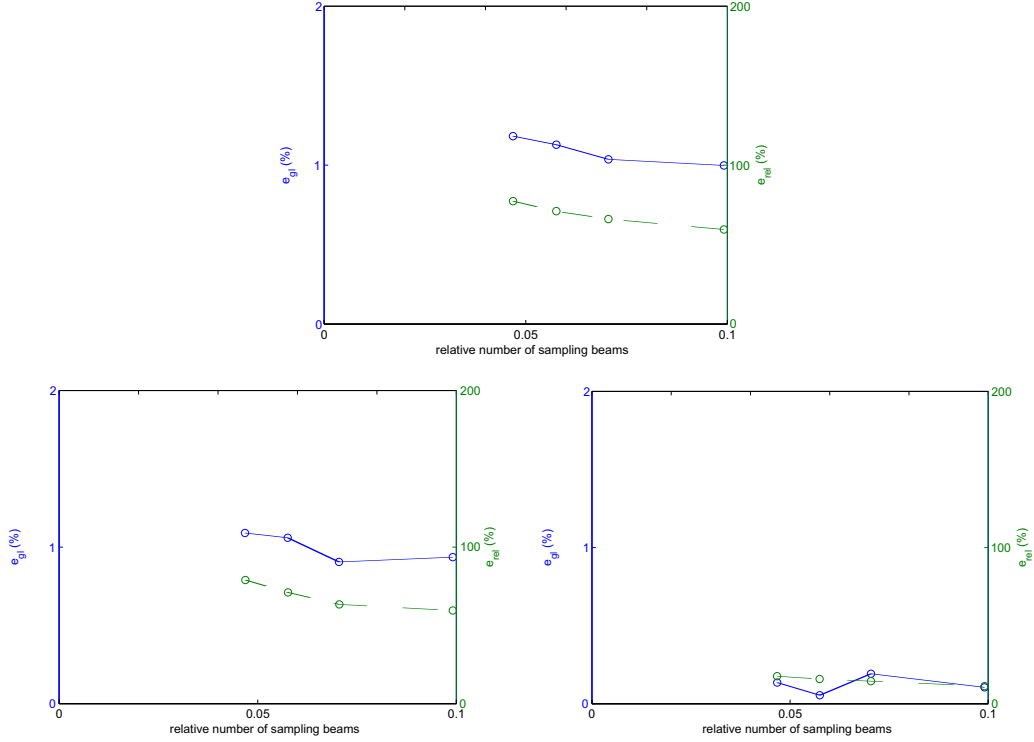 2 200
e_gl (%) 1 100 e_rel (%)
0 0
0 0.05 0.1
relative number of sampling beams
2 200
e_gl (%) 1 100 e_rel (%)
0 0
0 0.05 0.1
relative number of sampling beams
2 200
e_gl (%) 1 100 e_rel (%)
0 0
0 0.05 0.1
relative number of sampling beams